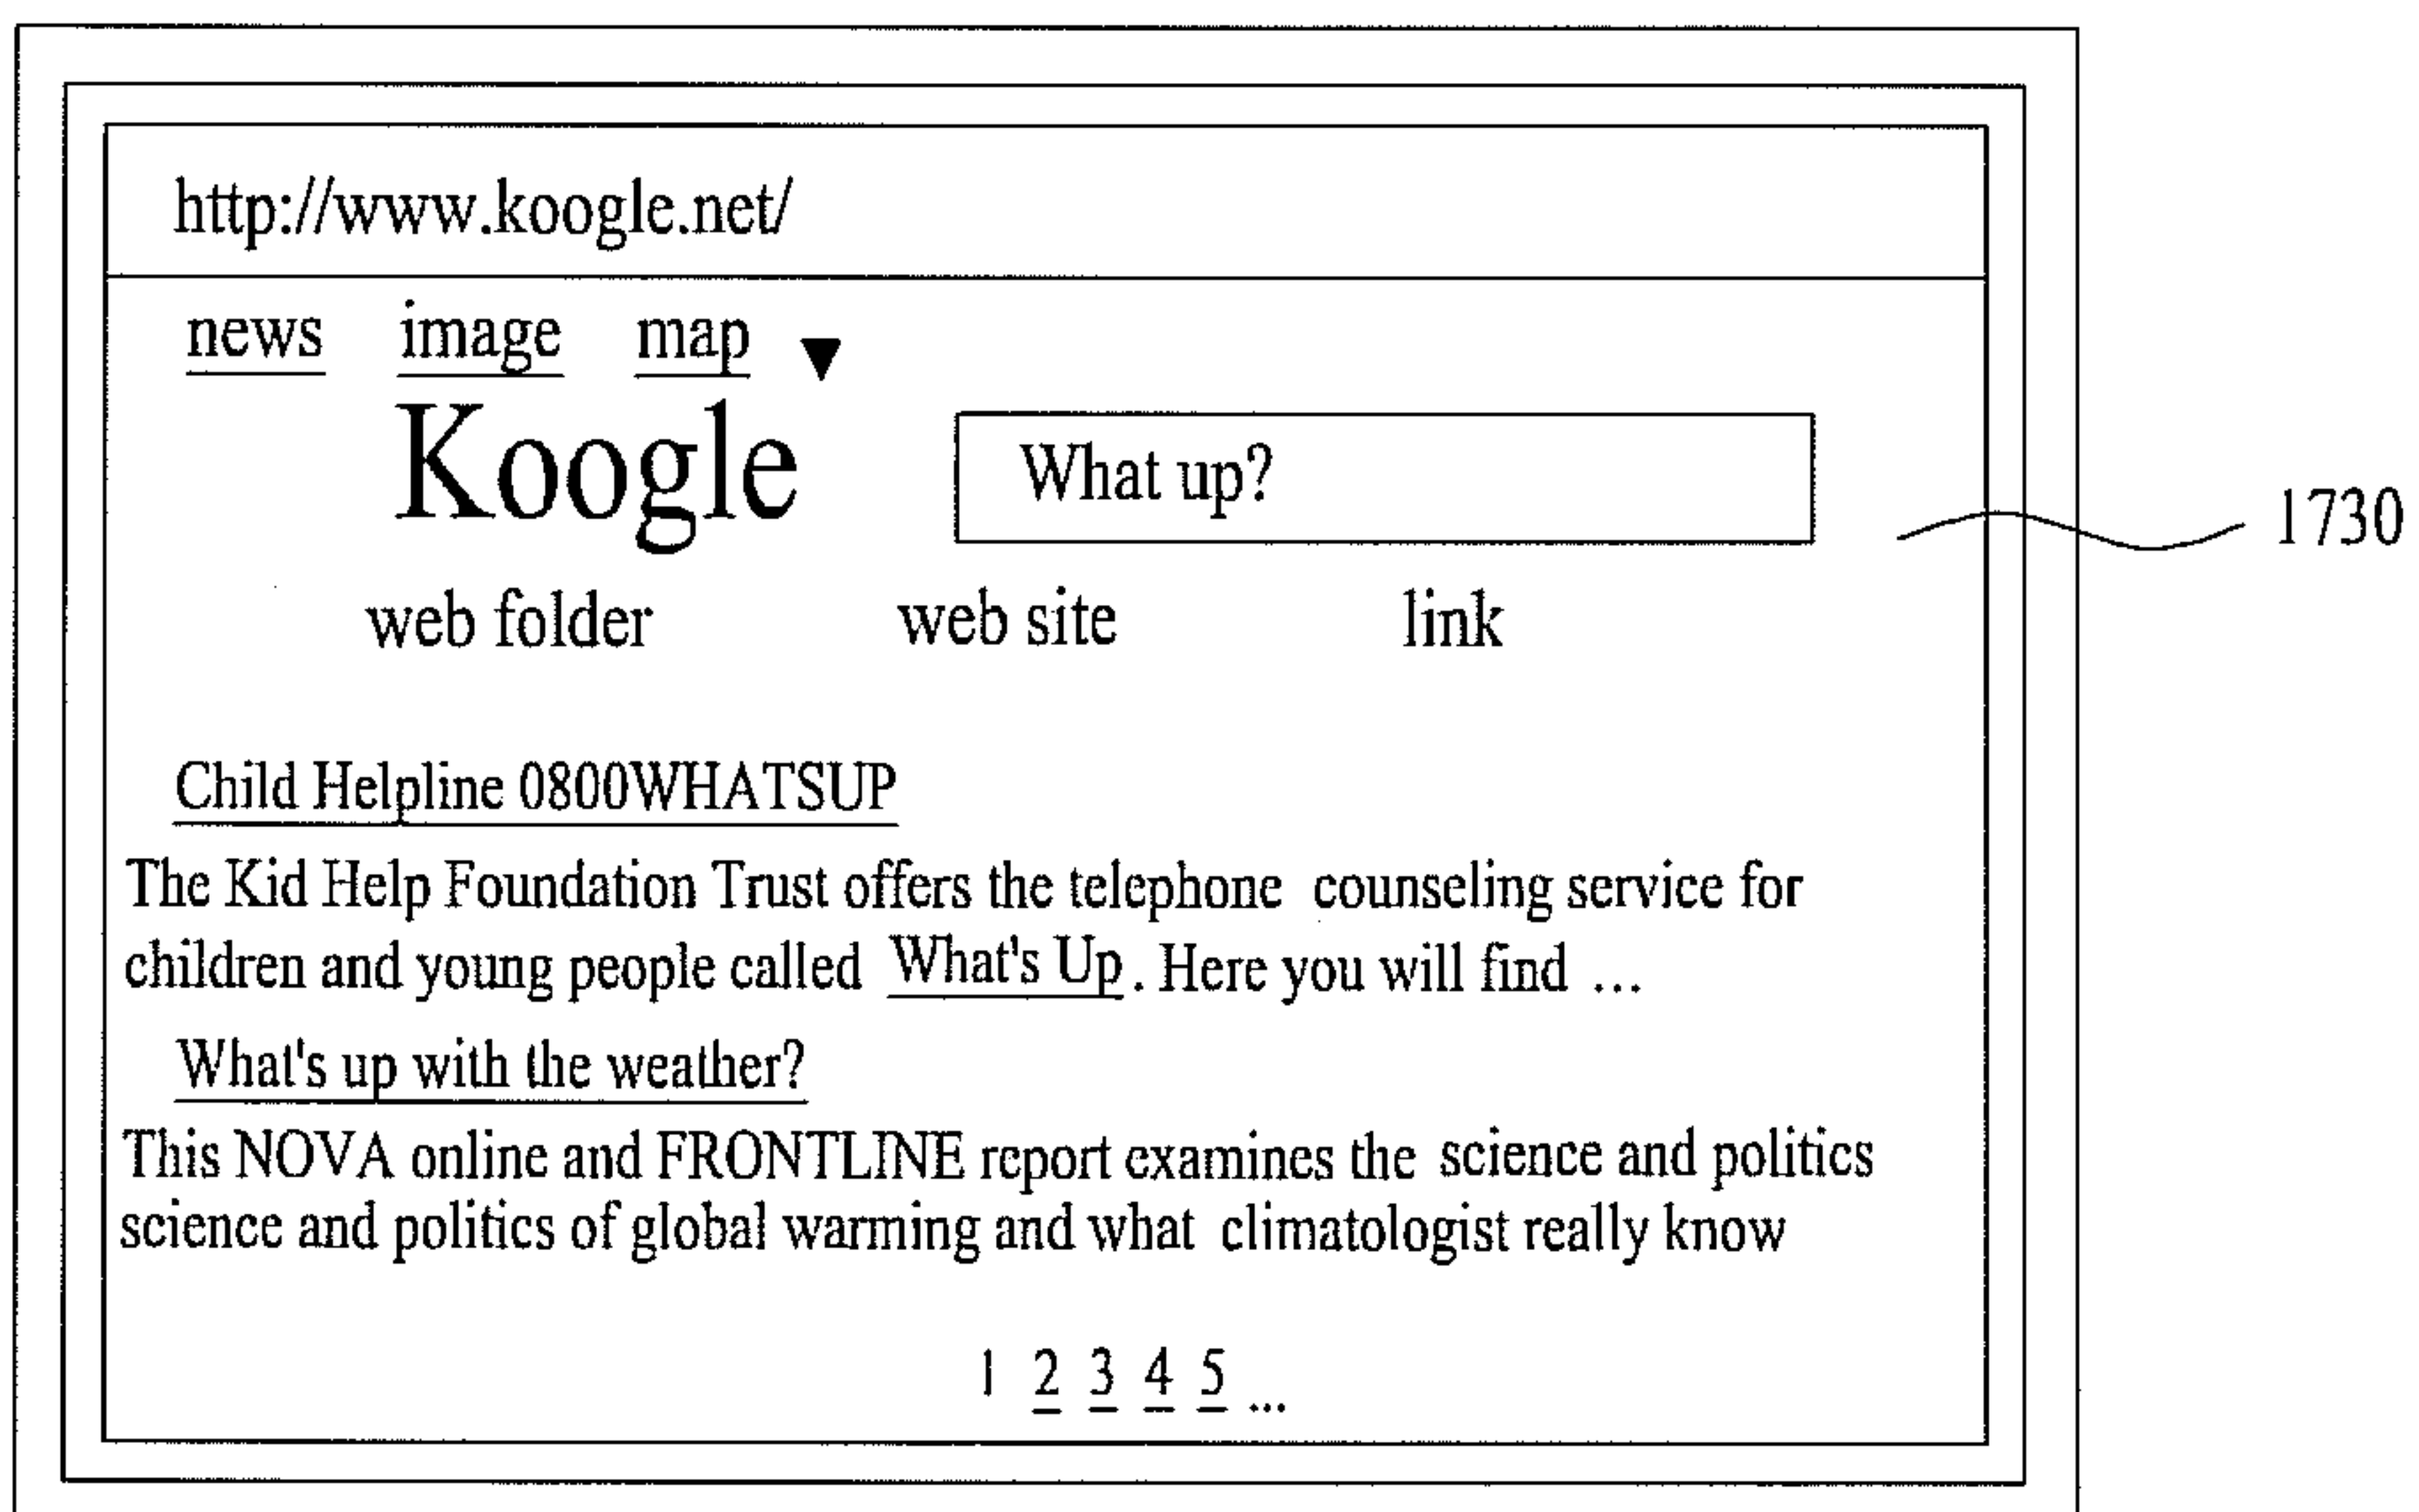 http://www.koogle.net/
news image map ▼
Koogle What up?
1730
web folder web site link
Child Helpline 0800WHATSUP
The Kid Help Foundation Trust offers the telephone counseling service for
children and young people called What's Up. Here you will find ...
What's up with the weather?
This NOVA online and FRONTLINE report examines the science and politics
science and politics of global warming and what climatologist really know
1 2 3 4 5 ...